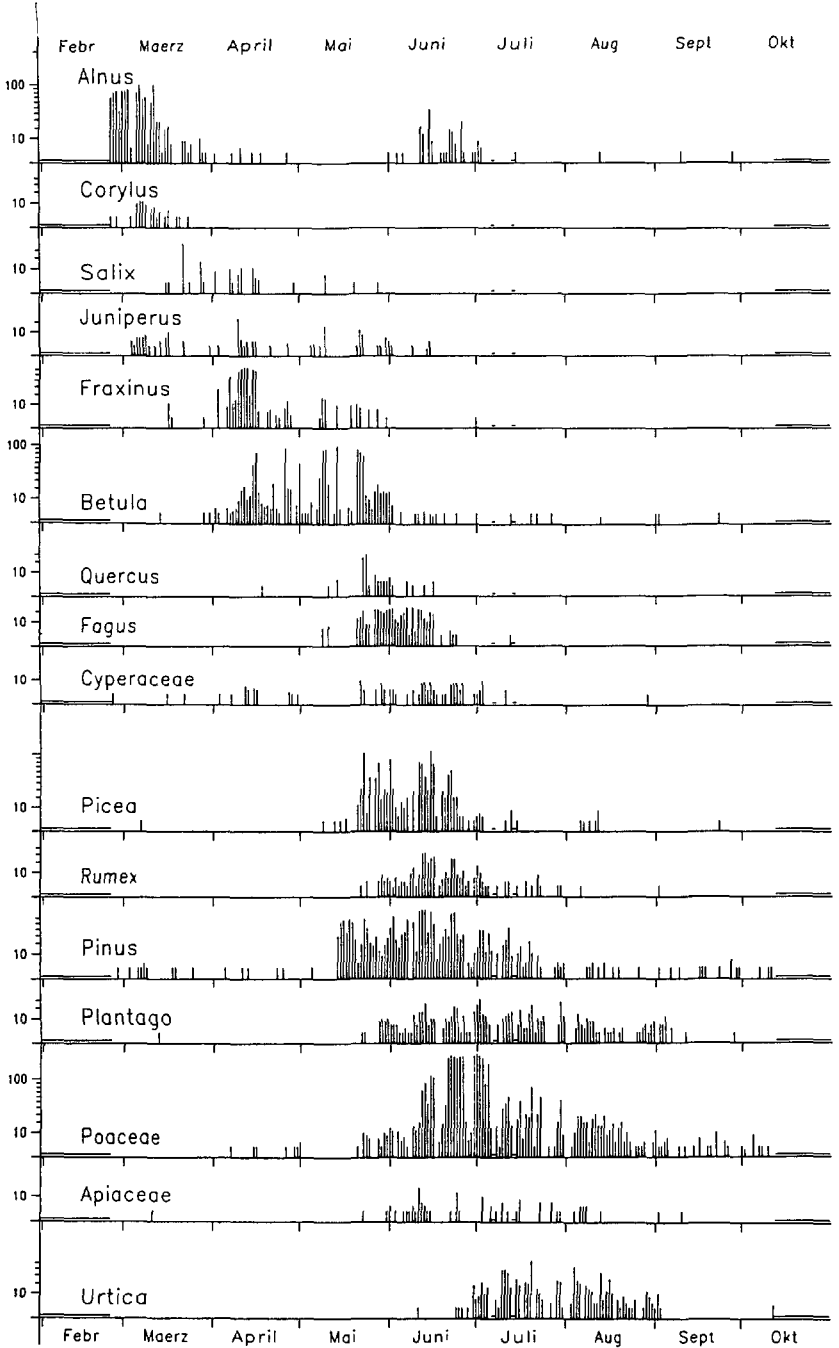 Febr Maerz April Mai Juni Juli Aug Sept Okt
Alnus
100
10
Corylus
10
Salix
10
Juniperus
10
Fraxinus
10
100
Betula
10
Quercus
10
Fagus
10
Cyperaceae
10
Picea
10
Rumex
10
Pinus
10
Plantago
10
100
Poaceae
10
Apiaceae
10
Urtica
10
Febr Maerz April Mai Juni Juli Aug Sept Okt